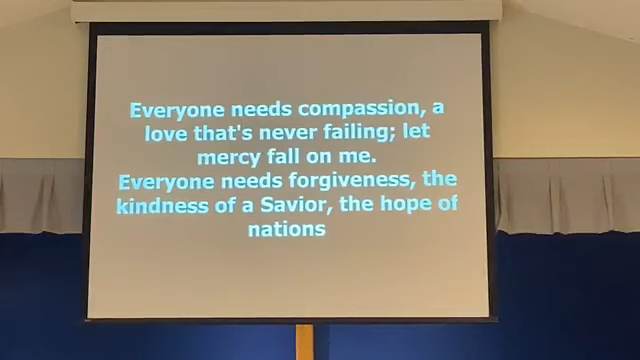 Everyone needs compassion, a
love that's never failing; let
mercy fall on me.
Everyone needs forgiveness, the
kindness of a Savior, the hope of
nations